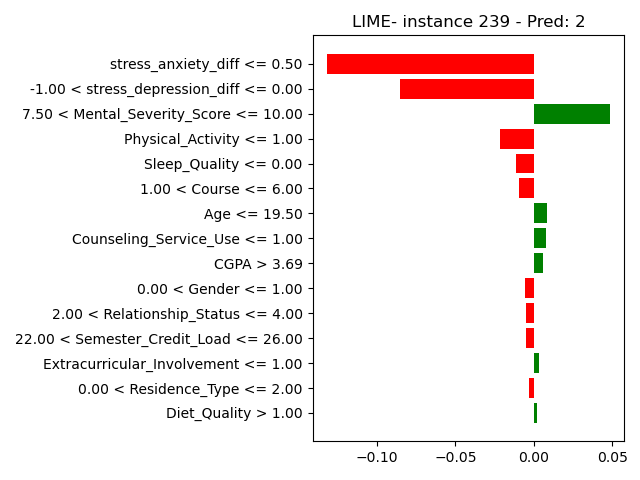 LIME- instance 239 - Pred: 2
stress_anxiety_diff <= 0.50
-1.00 < stress_depression_diff <= 0.00
7.50 < Mental_Severity_Score <= 10.00
Physical_Activity <= 1.00
Sleep_Quality <= 0.00
1.00 < Course <= 6.00
Age <= 19.50
Counseling_Service_Use <= 1.00
CGPA > 3.69
0.00 < Gender <= 1.00
2.00 < Relationship_Status <= 4.00
22.00 < Semester_Credit_Load <= 26.00
Extracurricular_Involvement <= 1.00
0.00 < Residence_Type <= 2.00
Diet_Quality > 1.00
−0.10 −0.05 0.00 0.05